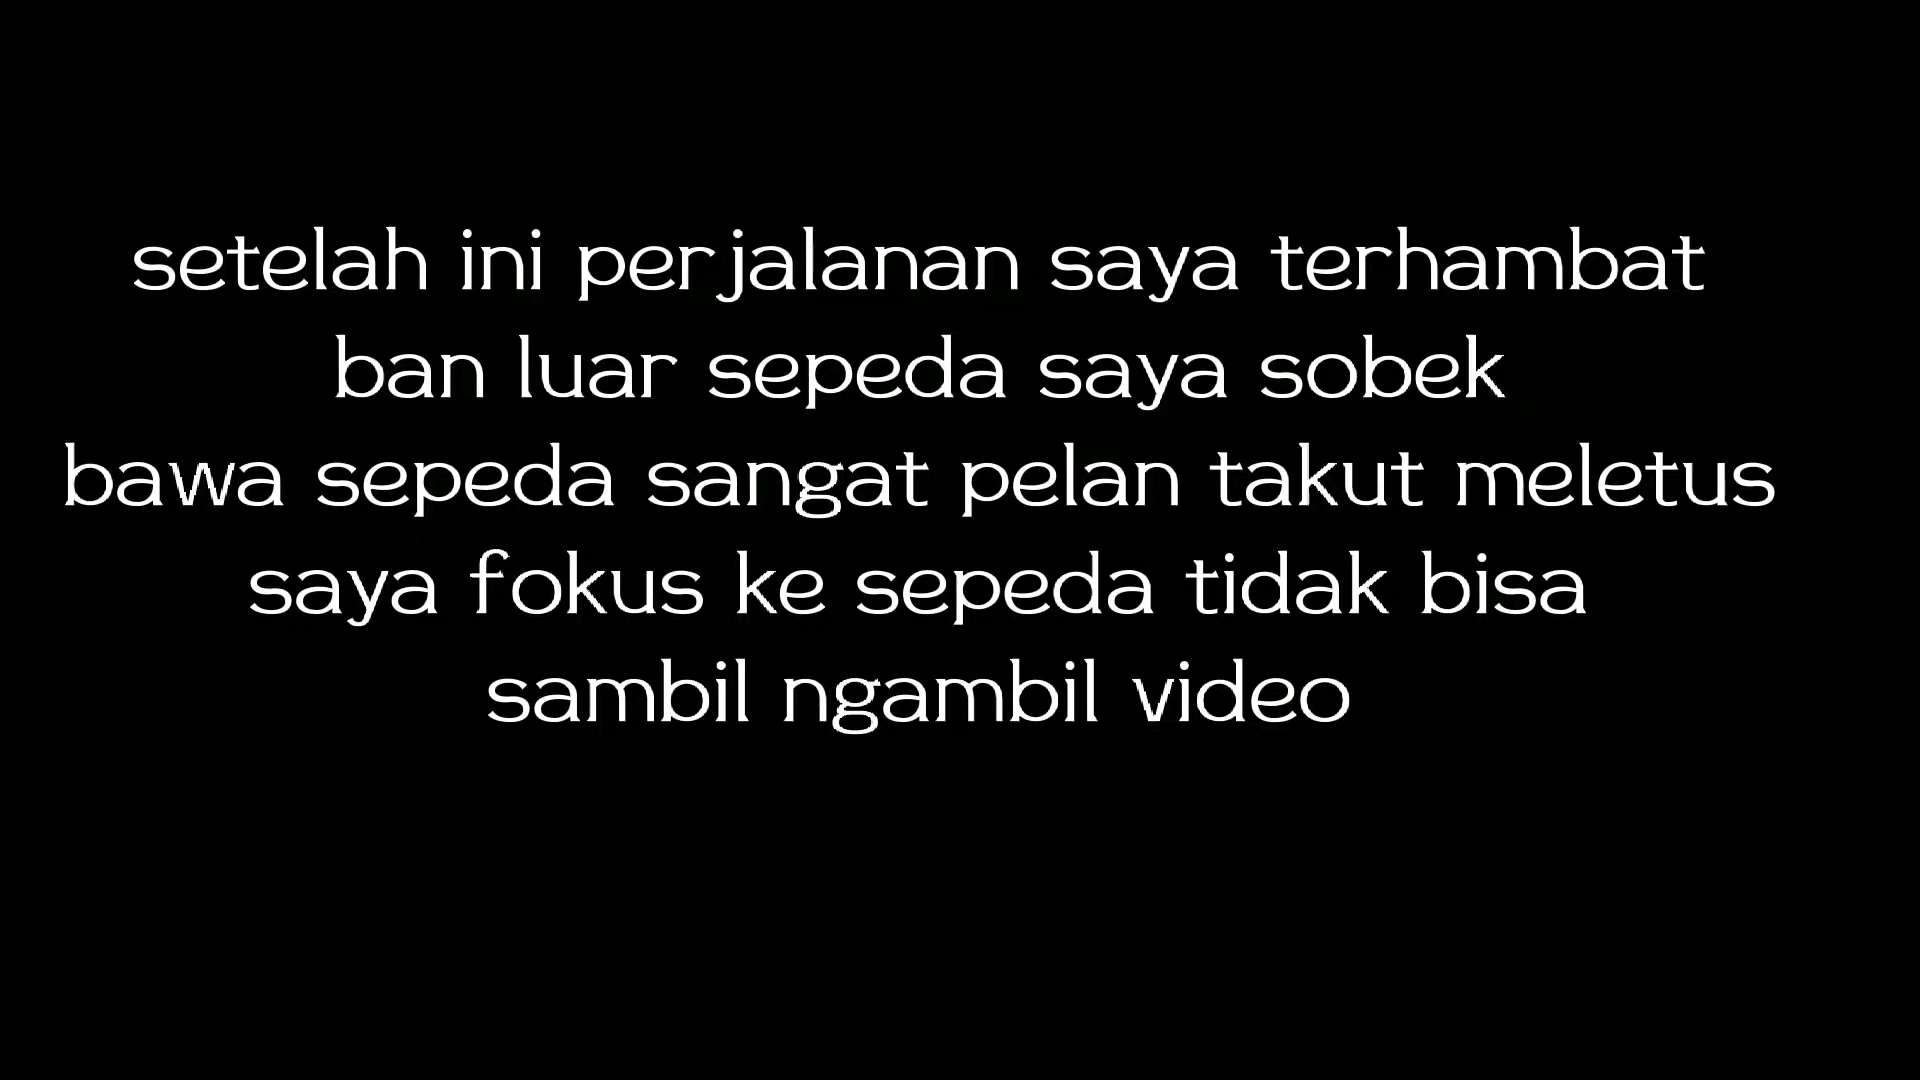 setelah ini perjalanan saya terhambat
ban luar sepeda saya sobek
bawa sepeda sangat pelan takut meletus
saya fokus ke sepeda tidak bisa
sambil ngambil video